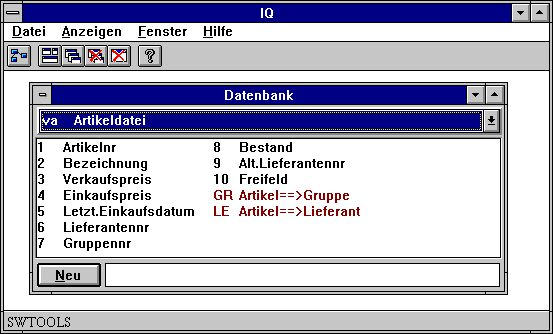 IQ
Datei Anzeigen Fenster Hilfe
?
Datenbank
va Artikeldatei
1 Artikelnr
2 Bezeichnung
3 Verkaufspreis
4 Einkaufspreis
5 Letzt.Einkaufsdatum
6 Lieferantennr
7 Gruppennr
8 Bestand
9 Alt.Lieferantennr
10 Freifeld
GR Artikel==>Gruppe
LE Artikel==>Lieferant
Neu
SWTOOLS